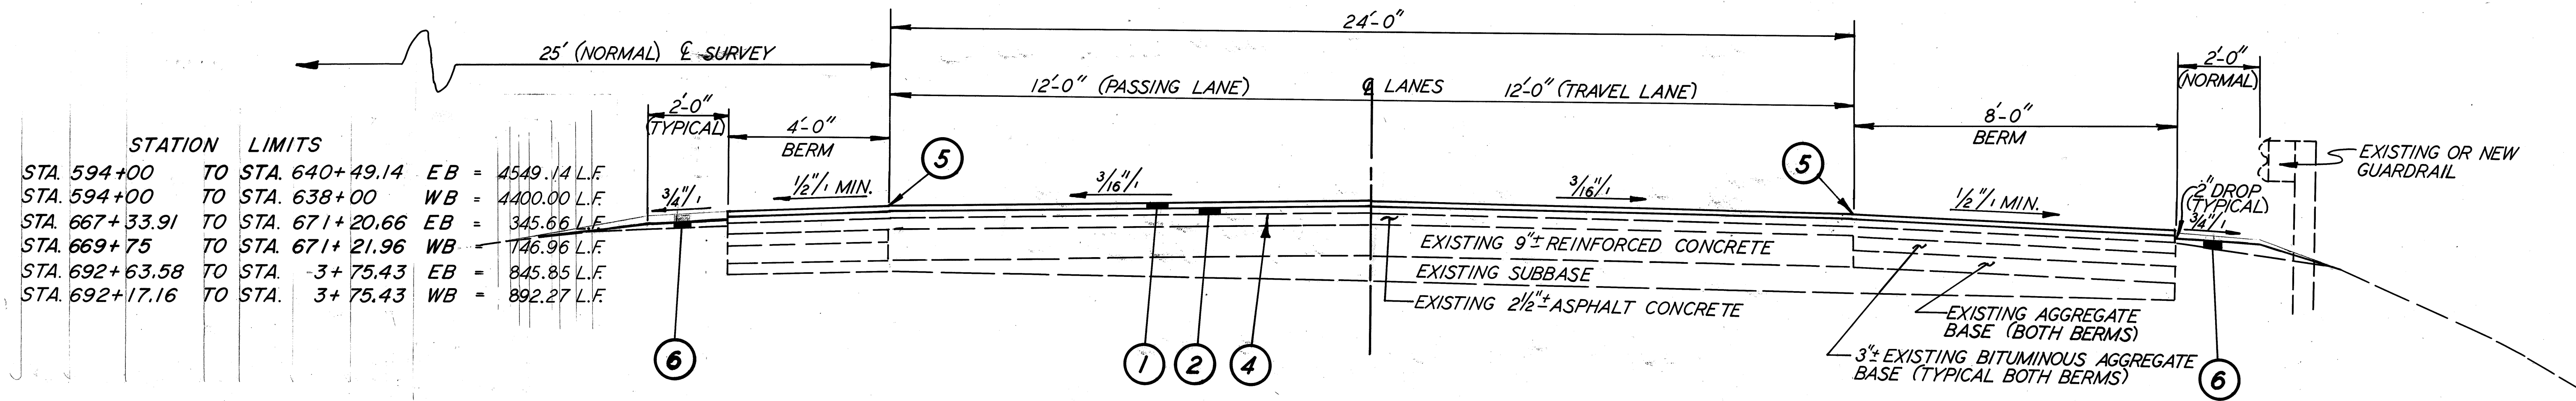 24'-0"
25' (NORMAL) ℄ SURVEY
2'-0"
(NORMAL)
12'-0" (PASSING LANE)
℄ LANES
12'-0" (TRAVEL LANE)
2'-0"
(TYPICAL)
4'-0"
BERM
8'-0"
BERM
STATION LIMITS
STA. 594+00 TO STA. 640+49.14 EB = 4549.14 L.F.
STA. 594+00 TO STA. 638+00 WB = 4400.00 L.F.
STA. 667+33.91 TO STA. 671+20.66 EB = 345.66 L.F.
STA. 669+75 TO STA. 671+21.96 WB = 146.96 L.F.
STA. 692+63.58 TO STA. 3+75.43 EB = 845.85 L.F.
STA. 692+17.16 TO STA. 3+75.43 WB = 892.27 L.F.
5
5
EXISTING OR NEW
GUARDRAIL
3/4"/1
1/2"/1 MIN.
3/16"/1
3/16"/1
1/2"/1 MIN.
2" DROP
(TYPICAL)
3/4"/1
EXISTING 9"± REINFORCED CONCRETE
EXISTING SUBBASE
EXISTING 2½"± ASPHALT CONCRETE
EXISTING AGGREGATE
BASE (BOTH BERMS)
3"± EXISTING BITUMINOUS AGGREGATE
BASE (TYPICAL BOTH BERMS)
6
1
2
4
6